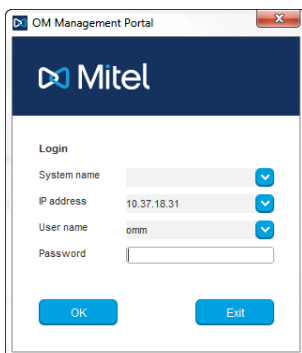 OM Management Portal
Mitel
Login
System name
IP address 10.37.18.31
User name omm
Password
OK Exit